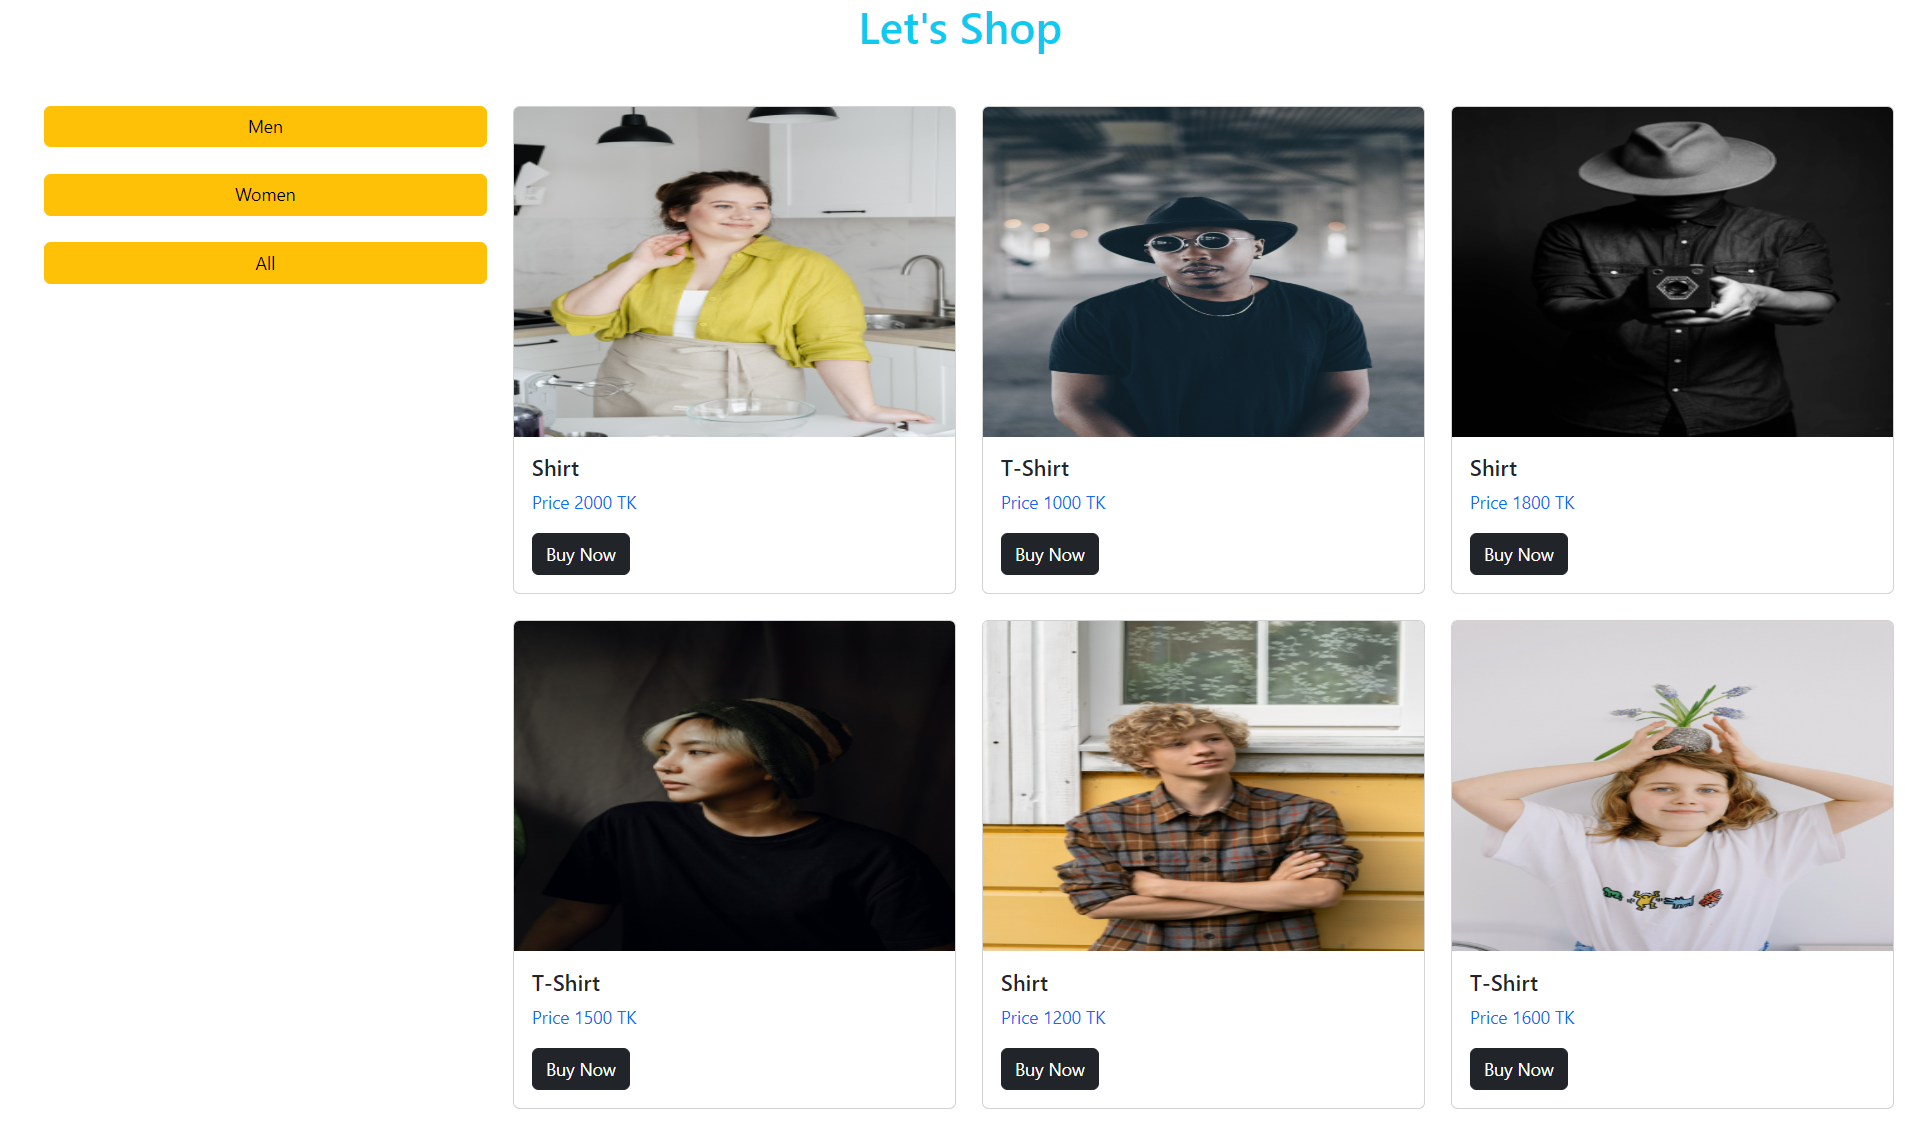 Let's Shop
Men
Women
All
Shirt
Price 2000 TK
Buy Now
T-Shirt
Price 1000 TK
Buy Now
Shirt
Price 1800 TK
Buy Now
T-Shirt
Price 1500 TK
Buy Now
Shirt
Price 1200 TK
Buy Now
T-Shirt
Price 1600 TK
Buy Now